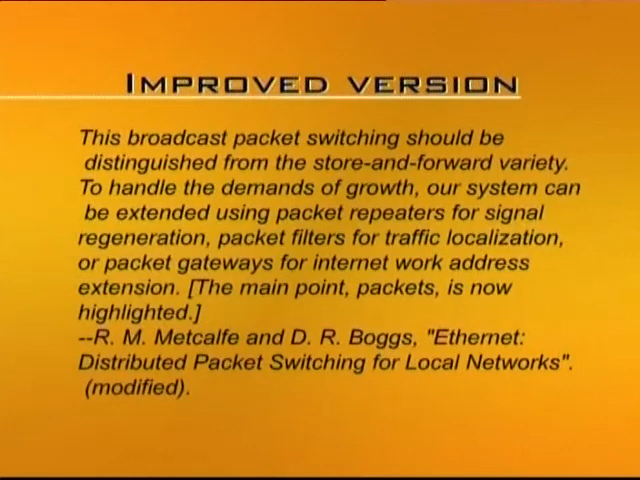 IMPROVED VERSION
This broadcast packet switching should be
distinguished from the store-and-forward variety.
To handle the demands of growth, our system can
be extended using packet repeaters for signal
regeneration, packet filters for traffic localization,
or packet gateways for internet work address
extension. [The main point, packets, is now
highlighted.]
--R. M. Metcalfe and D. R. Boggs, "Ethernet:
Distributed Packet Switching for Local Networks".
(modified).